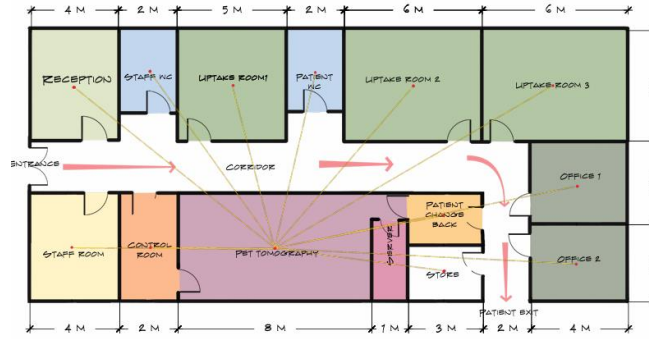 4 M 2 M 5 M 2 M 6 M 6 M
RECEPTION
STAFF WC
UPTAKE ROOM1
PATIENT
WC
UPTAKE ROOM 2
UPTAKE ROOM 3
ENTRANCE
CORRIDOR
OFFICE 1
PATIENT
CHANGE
BACK
STAFF ROOM
CONTROL
ROOM
PET TOMOGRAPHY
SERVER
STORE
OFFICE 2
PATIENT EXIT
4 M 2 M 8 M 1 M 3 M 2 M 4 M